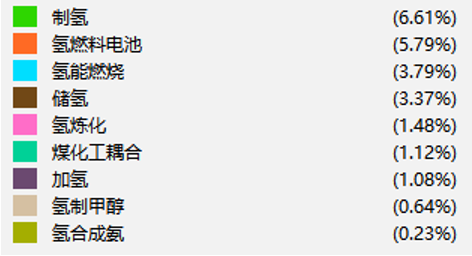 制氢 (6.61%)
氢燃料电池 (5.79%)
氢能燃烧 (3.79%)
储氢 (3.37%)
氢炼化 (1.48%)
煤化工耦合 (1.12%)
加氢 (1.08%)
氢制甲醇 (0.64%)
氢合成氨 (0.23%)